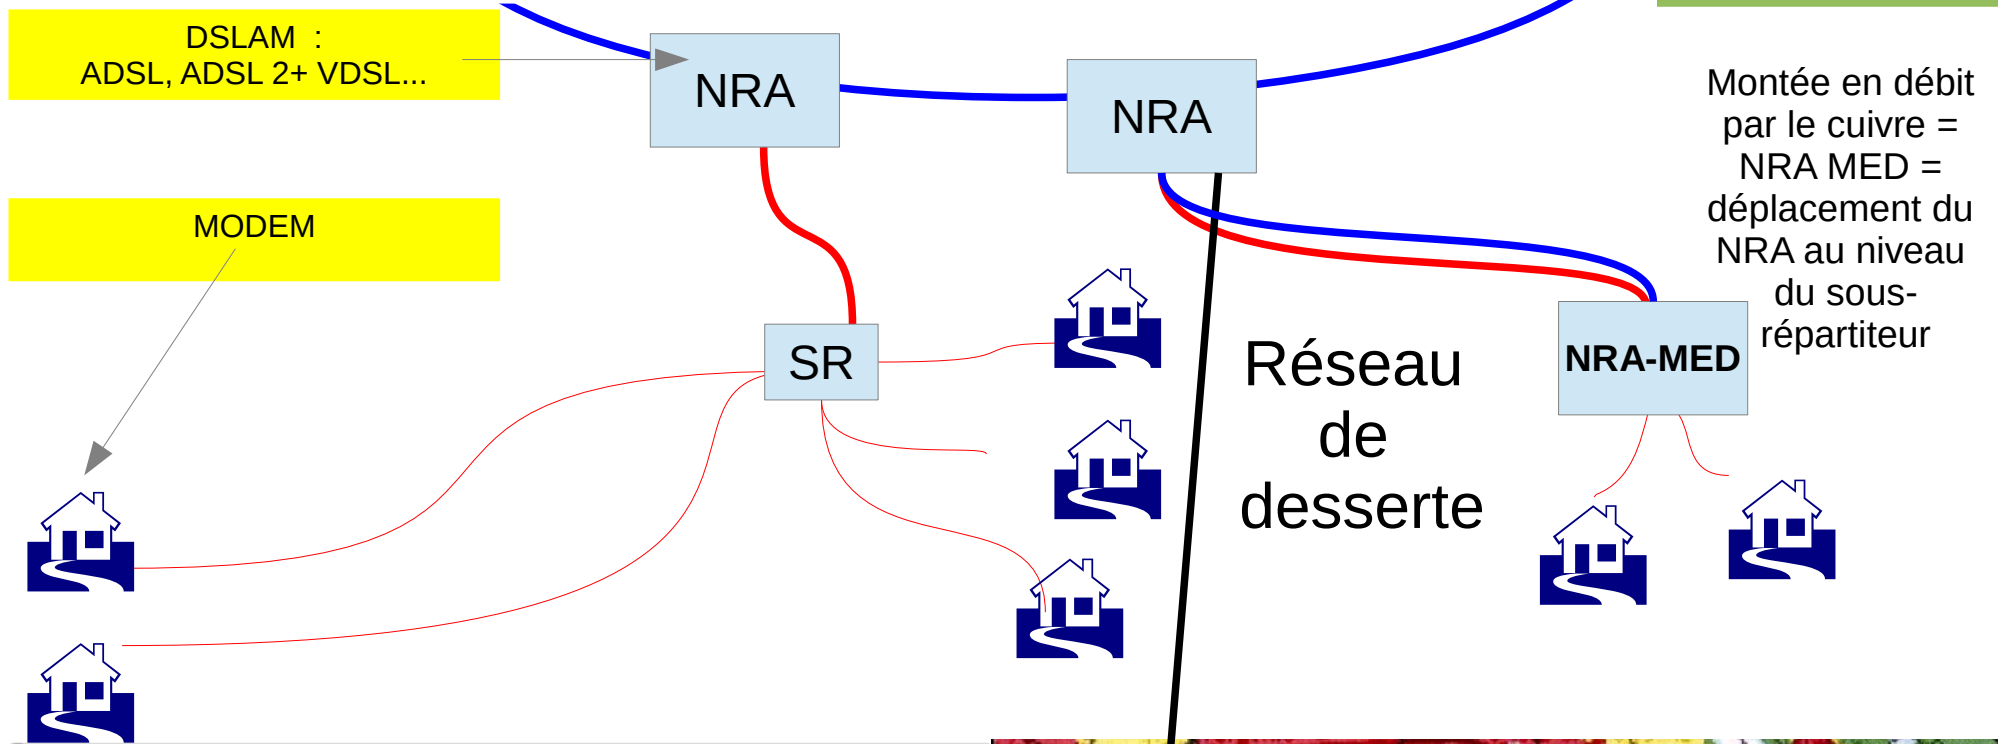 DSLAM :
ADSL, ADSL 2+ VDSL...
NRA
NRA
Montée en débit
par le cuivre =
NRA MED =
déplacement du
NRA au niveau
du sous-
répartiteur
MODEM
SR
Réseau
de
desserte
NRA-MED